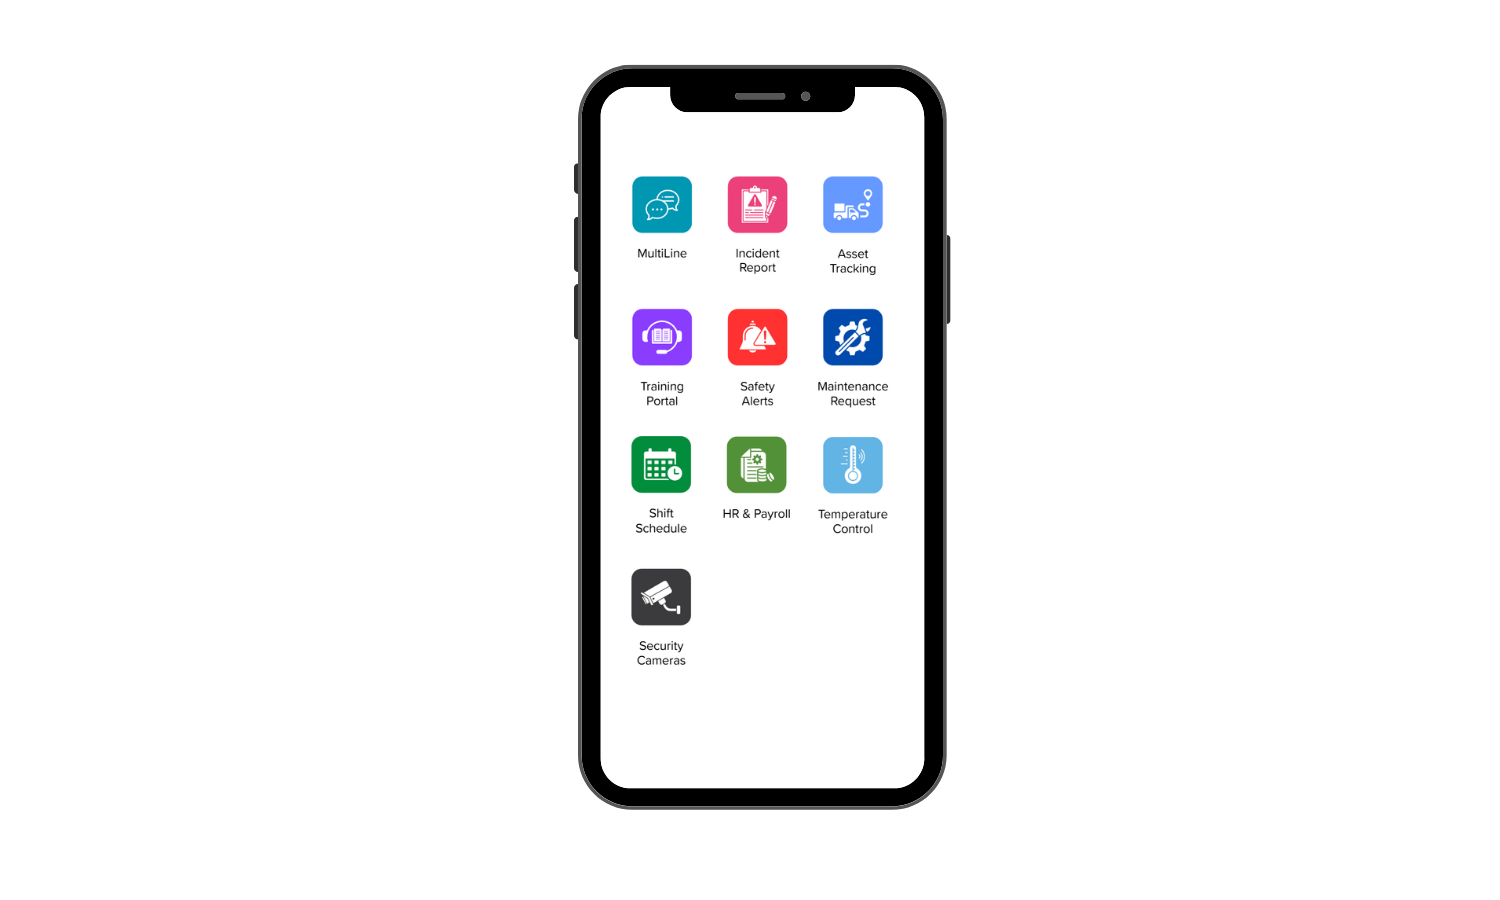 MultiLine
Incident
Report
Asset
Tracking
Training
Portal
Safety
Alerts
Maintenance
Request
Shift
Schedule
HR & Payroll
Temperature
Control
Security
Cameras